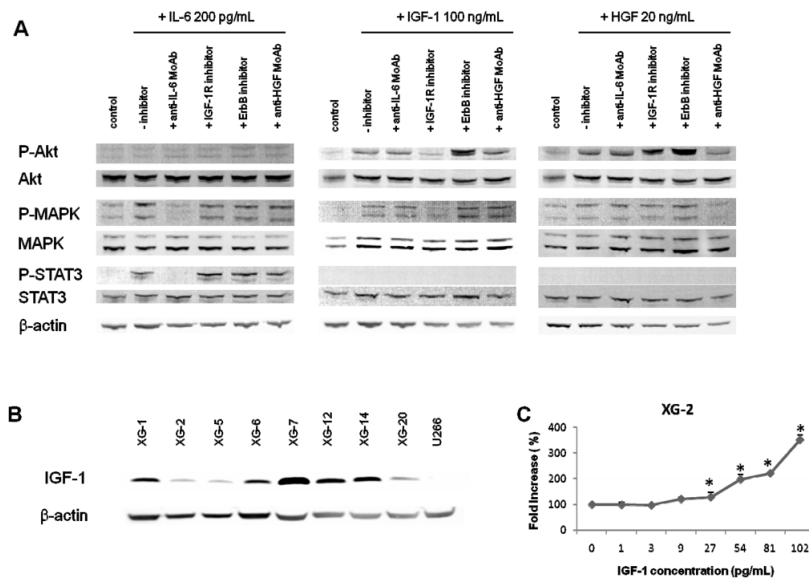 A
+ IL-6 200 pg/mL
+ IGF-1 100 ng/mL
+ HGF 20 ng/mL
control
- inhibitor
+ anti-IL-6 MoAb
+ IGF-1R inhibitor
+ ErbB inhibitor
+ anti-HGF MoAb
control
- inhibitor
+ anti-IL-6 MoAb
+ IGF-1R inhibitor
+ ErbB inhibitor
+ anti-HGF MoAb
control
- inhibitor
+ anti-IL-6 MoAb
+ IGF-1R inhibitor
+ ErbB inhibitor
+ anti-HGF MoAb
P-Akt
Akt
P-MAPK
MAPK
P-STAT3
STAT3
β-actin
B
XG-1
XG-2
XG-5
XG-6
XG-7
XG-12
XG-14
XG-20
U266
IGF-1
β-actin
C
XG-2
Fold Increase ( %)
400
300
200
100
0
* * * *
0 1 3 9 27 54 81 102
IGF-1 concentration (pg/mL)